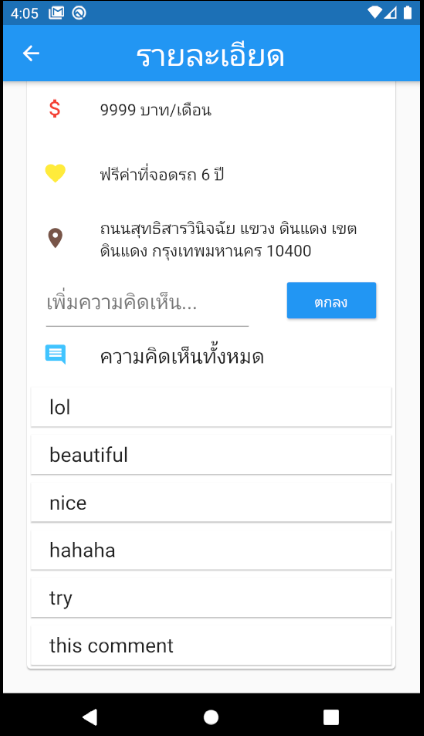 4:05
รายละเอียด
9999 บาท/เดือน
ฟรีค่าที่จอดรถ 6 ปี
ถนนสุทธิสารวินิจฉัย แขวง ดินแดง เขต
ดินแดง กรุงเทพมหานคร 10400
เพิ่มความคิดเห็น...
ตกลง
ความคิดเห็นทั้งหมด
lol
beautiful
nice
hahaha
try
this comment